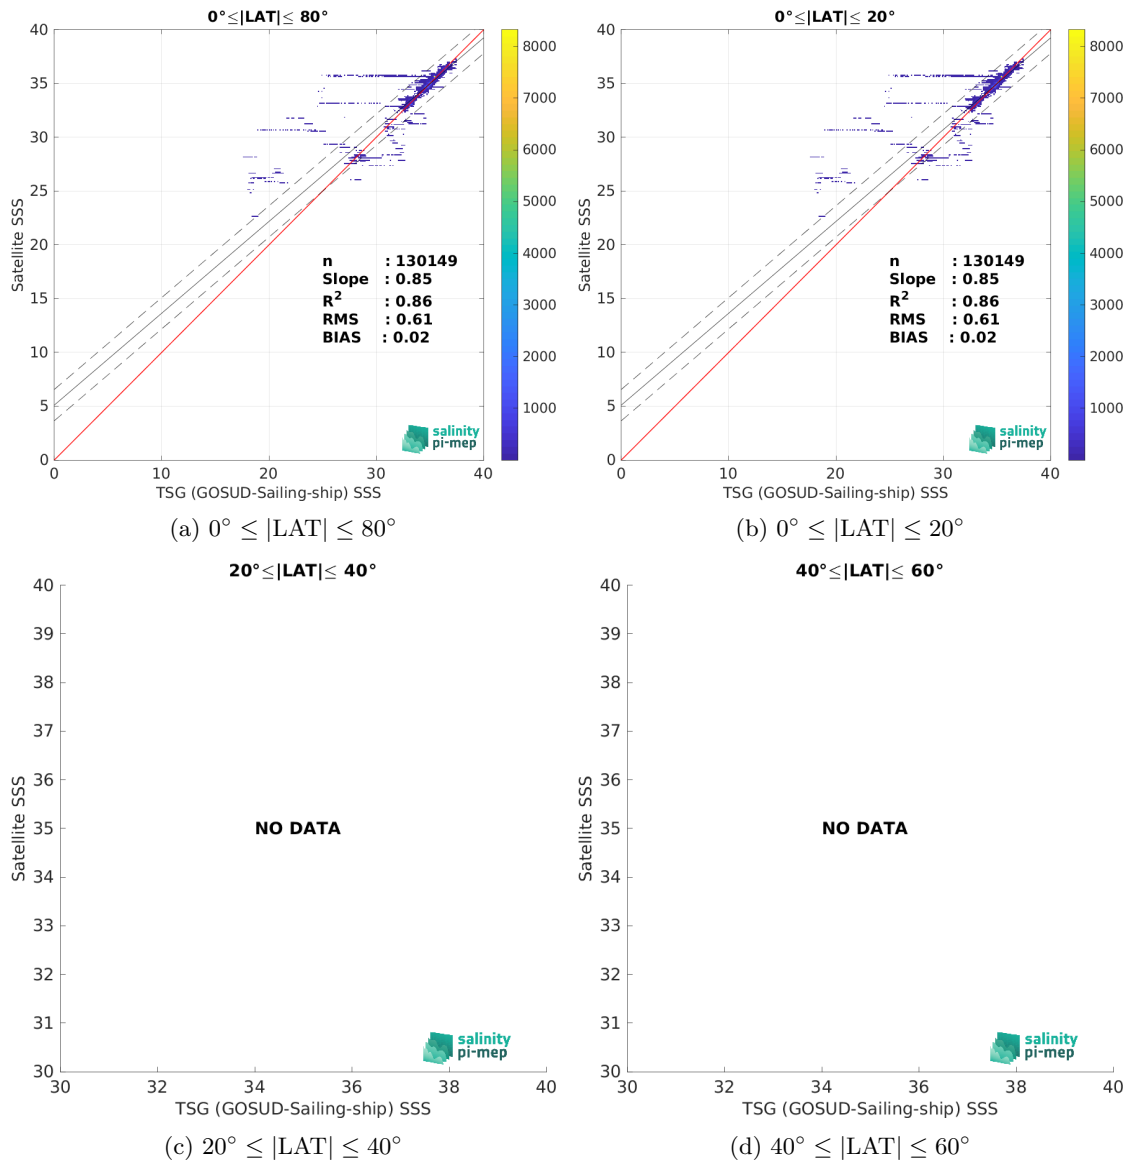 0°≤|LAT|≤ 80°
40
35
30
25
20
15
10
5
0
Satellite SSS
n : 130149
Slope : 0.85
R² : 0.86
RMS : 0.61
BIAS : 0.02
salinity
pi-mep
0 10 20 30 40
TSG (GOSUD-Sailing-ship) SSS
8000
7000
6000
5000
4000
3000
2000
1000
(a) 0° ≤ |LAT| ≤ 80°
0°≤|LAT|≤ 20°
40
35
30
25
20
15
10
5
0
Satellite SSS
n : 130149
Slope : 0.85
R² : 0.86
RMS : 0.61
BIAS : 0.02
salinity
pi-mep
0 10 20 30 40
TSG (GOSUD-Sailing-ship) SSS
8000
7000
6000
5000
4000
3000
2000
1000
(b) 0° ≤ |LAT| ≤ 20°
20°≤|LAT|≤ 40°
40
39
38
37
36
35
34
33
32
31
30
Satellite SSS
NO DATA
salinity
pi-mep
30 32 34 36 38 40
TSG (GOSUD-Sailing-ship) SSS
(c) 20° ≤ |LAT| ≤ 40°
40°≤|LAT|≤ 60°
40
39
38
37
36
35
34
33
32
31
30
Satellite SSS
NO DATA
salinity
pi-mep
30 32 34 36 38 40
TSG (GOSUD-Sailing-ship) SSS
(d) 40° ≤ |LAT| ≤ 60°